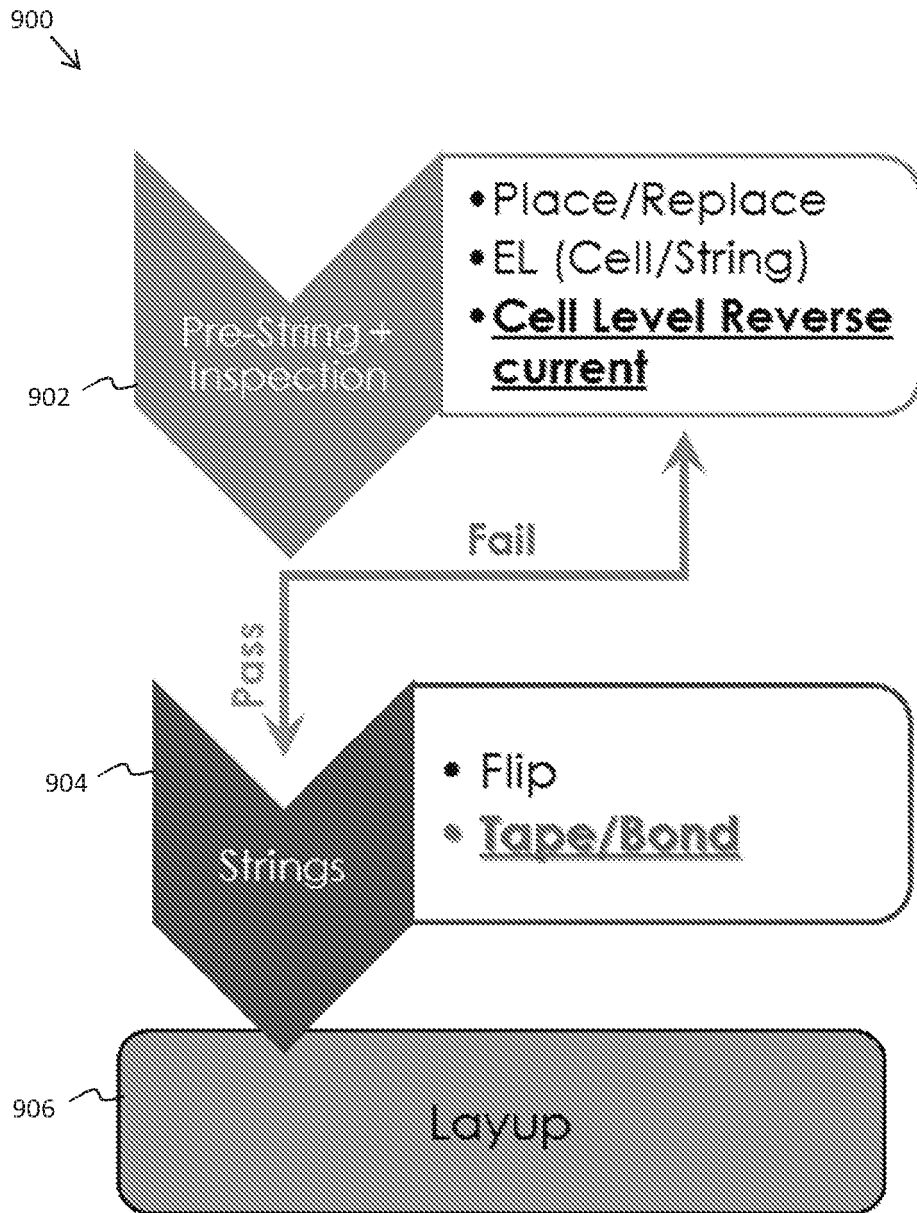 900
• Place/Replace
• EL (Cell/String)
• Cell Level Reverse
current
Pre-String +
Inspection
902
Fail
Pass
904
• Flip
• Tape/Bond
Strings
906
Layup